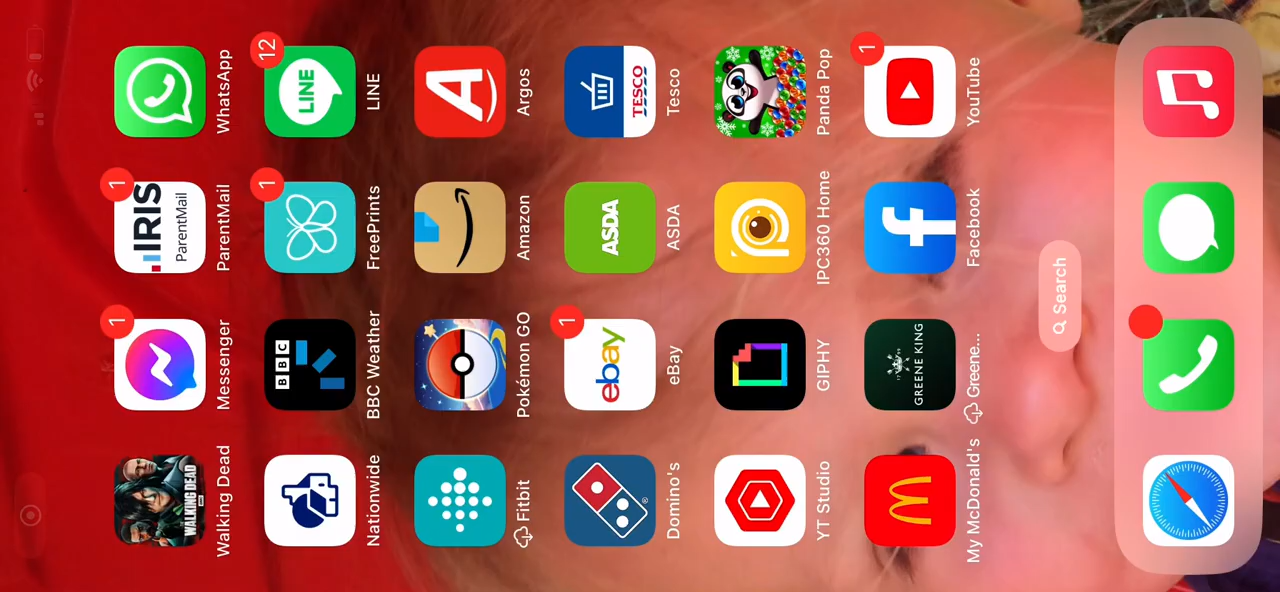 1
1
WALKING DEAD
IRIS
ParentMail
Walking Dead
Messenger
ParentMail
WhatsApp
1
12
BBC
LINE
Nationwide
BBC Weather
FreePrints
LINE
A
Fitbit
Pokémon GO
Amazon
Argos
1
ebay
ASDA
TESCO
Domino's
eBay
ASDA
Tesco
YT Studio
GIPHY
IPC360 Home
Panda Pop
1
M
GREENE KING
f
My McDonald's
Greene...
Facebook
YouTube
Search